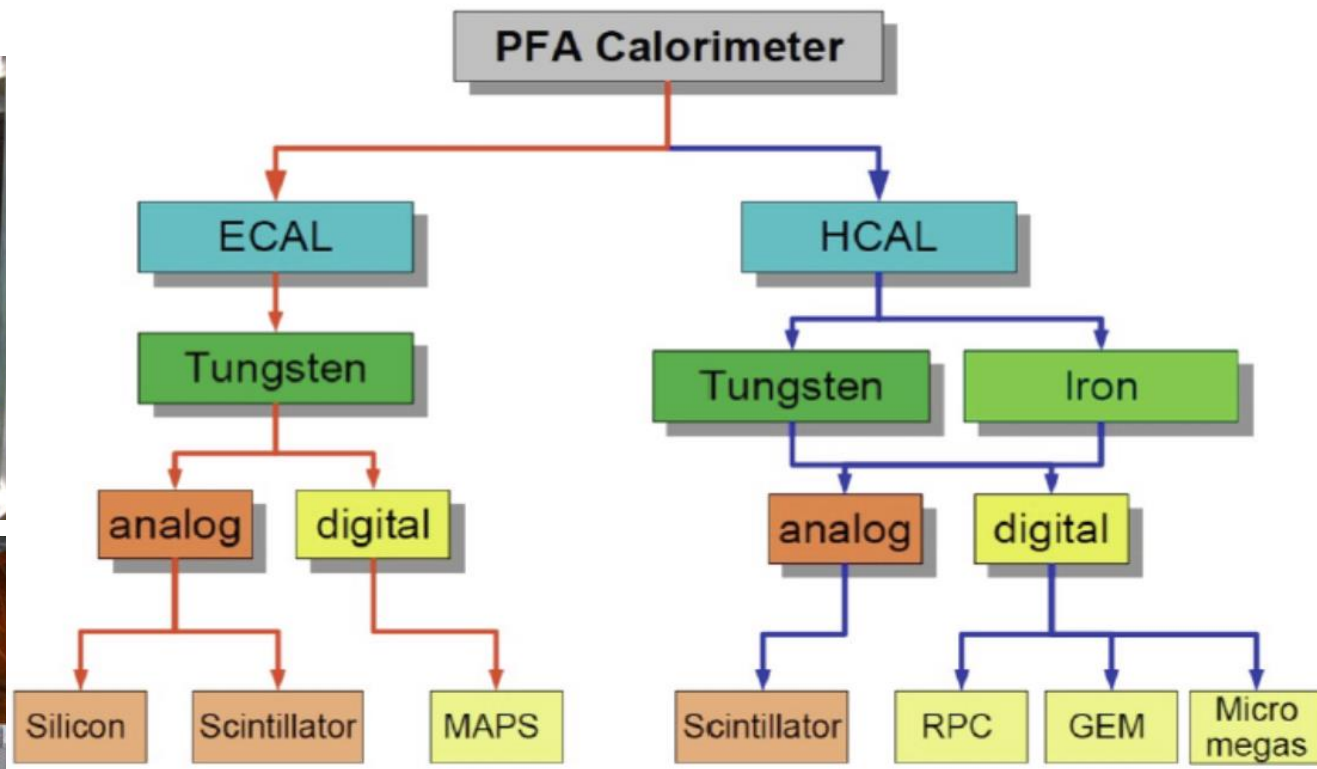 PFA Calorimeter
ECAL
HCAL
Tungsten
Tungsten
Iron
analog
digital
analog
digital
Silicon
Scintillator
MAPS
Scintillator
RPC
GEM
Micro
megas